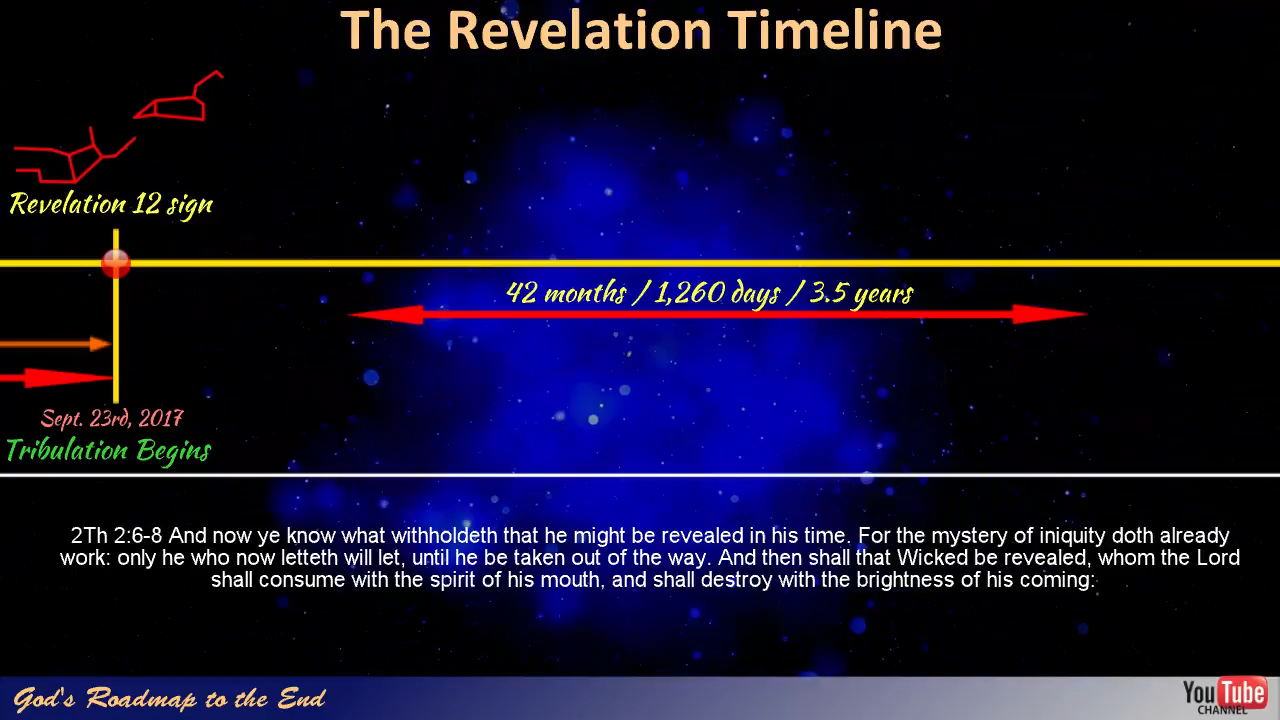 The Revelation Timeline
Revelation 12 sign
42 months / 1,260 days / 3.5 years
Sept. 23rd, 2017
Tribulation Begins
2Th 2:6-8 And now ye know what withholdeth that he might be revealed in his time. For the mystery of iniquity doth already
work: only he who now letteth will let, until he be taken out of the way. And then shall that Wicked be revealed, whom the Lord
shall consume with the spirit of his mouth, and shall destroy with the brightness of his coming:
God's Roadmap to the End
YouTube
CHANNEL